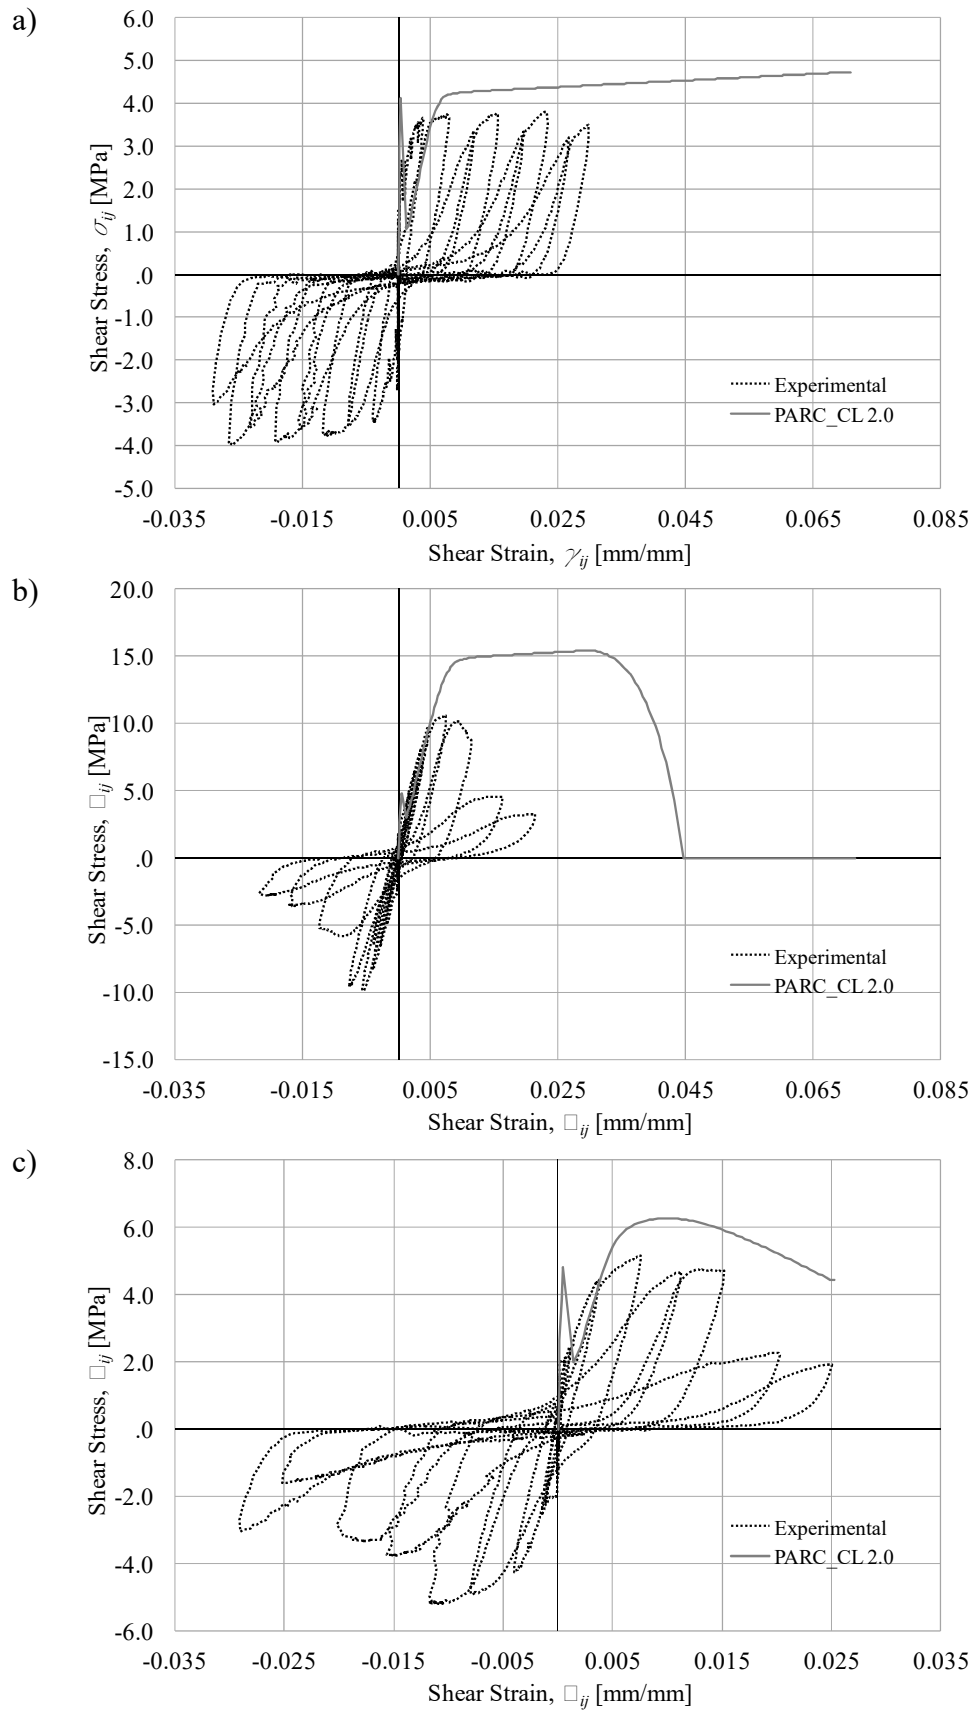 a)
6.0
5.0
4.0
3.0
2.0
1.0
.0
-1.0
-2.0
-3.0
-4.0
-5.0
Shear Stress, σij [MPa]
Experimental
PARC_CL 2.0
-0.035 -0.015 0.005 0.025 0.045 0.065 0.085
Shear Strain, γij [mm/mm]
b)
20.0
15.0
10.0
5.0
.0
-5.0
-10.0
-15.0
Shear Stress, □ij [MPa]
Experimental
PARC_CL 2.0
-0.035 -0.015 0.005 0.025 0.045 0.065 0.085
Shear Strain, □ij [mm/mm]
c)
8.0
6.0
4.0
2.0
.0
-2.0
-4.0
-6.0
Shear Stress, □ij [MPa]
Experimental
PARC_CL 2.0
-0.035 -0.025 -0.015 -0.005 0.005 0.015 0.025 0.035
Shear Strain, □ij [mm/mm]